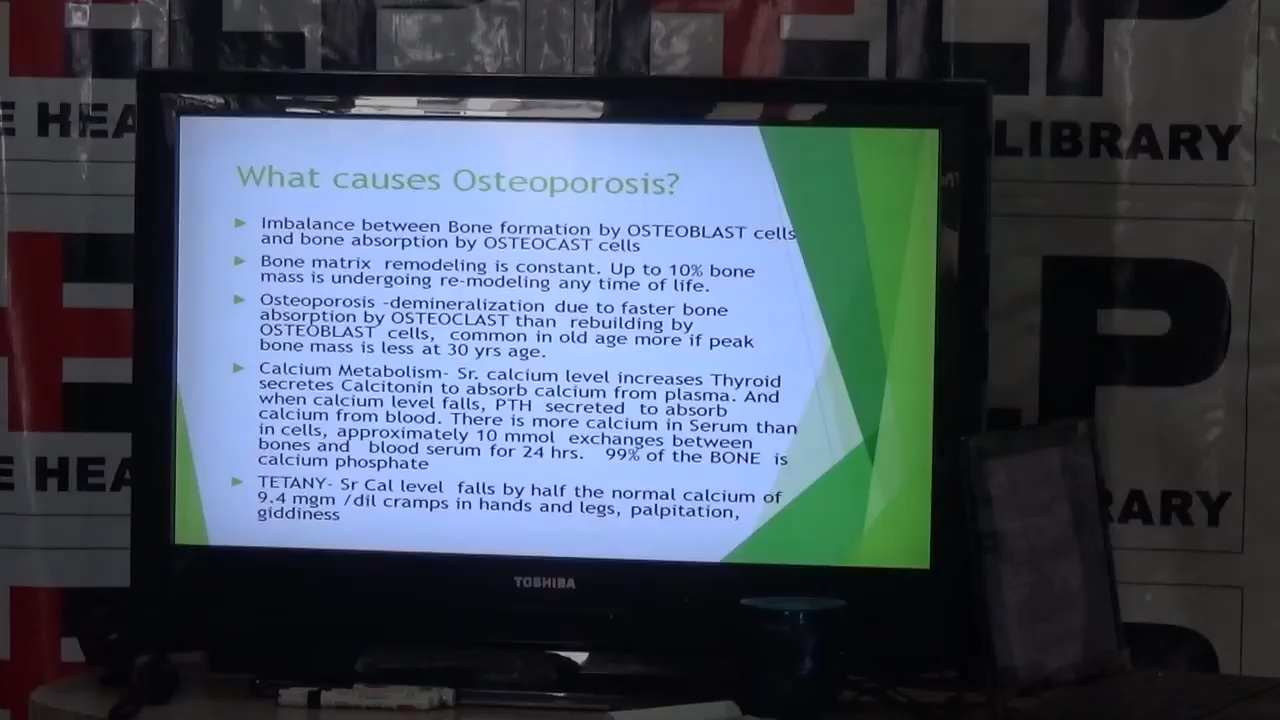 HELP
E HEA
LIBRARY
What causes Osteoporosis?
Imbalance between Bone formation by OSTEOBLAST cells
and bone absorption by OSTEOCAST cells
Bone matrix remodeling is constant. Up to 10% bone
mass is undergoing re-modeling any time of life.
Osteoporosis -demineralization due to faster bone
absorption by OSTEOCLAST than rebuilding by
OSTEOBLAST cells, common in old age more if peak
bone mass is less at 30 yrs age.
Calcium Metabolism- Sr. calcium level increases Thyroid
secretes Calcitonin to absorb calcium from plasma. And
when calcium level falls, PTH secreted to absorb
calcium from blood. There is more calcium in Serum than
in cells, approximately 10 mmol exchanges between
bones and blood serum for 24 hrs. 99% of the BONE is
calcium phosphate
TETANY- Sr Cal level falls by half the normal calcium of
9.4 mgm /dil cramps in hands and legs, palpitation,
giddiness
LP
E HEA
RARY
TOSHIBA